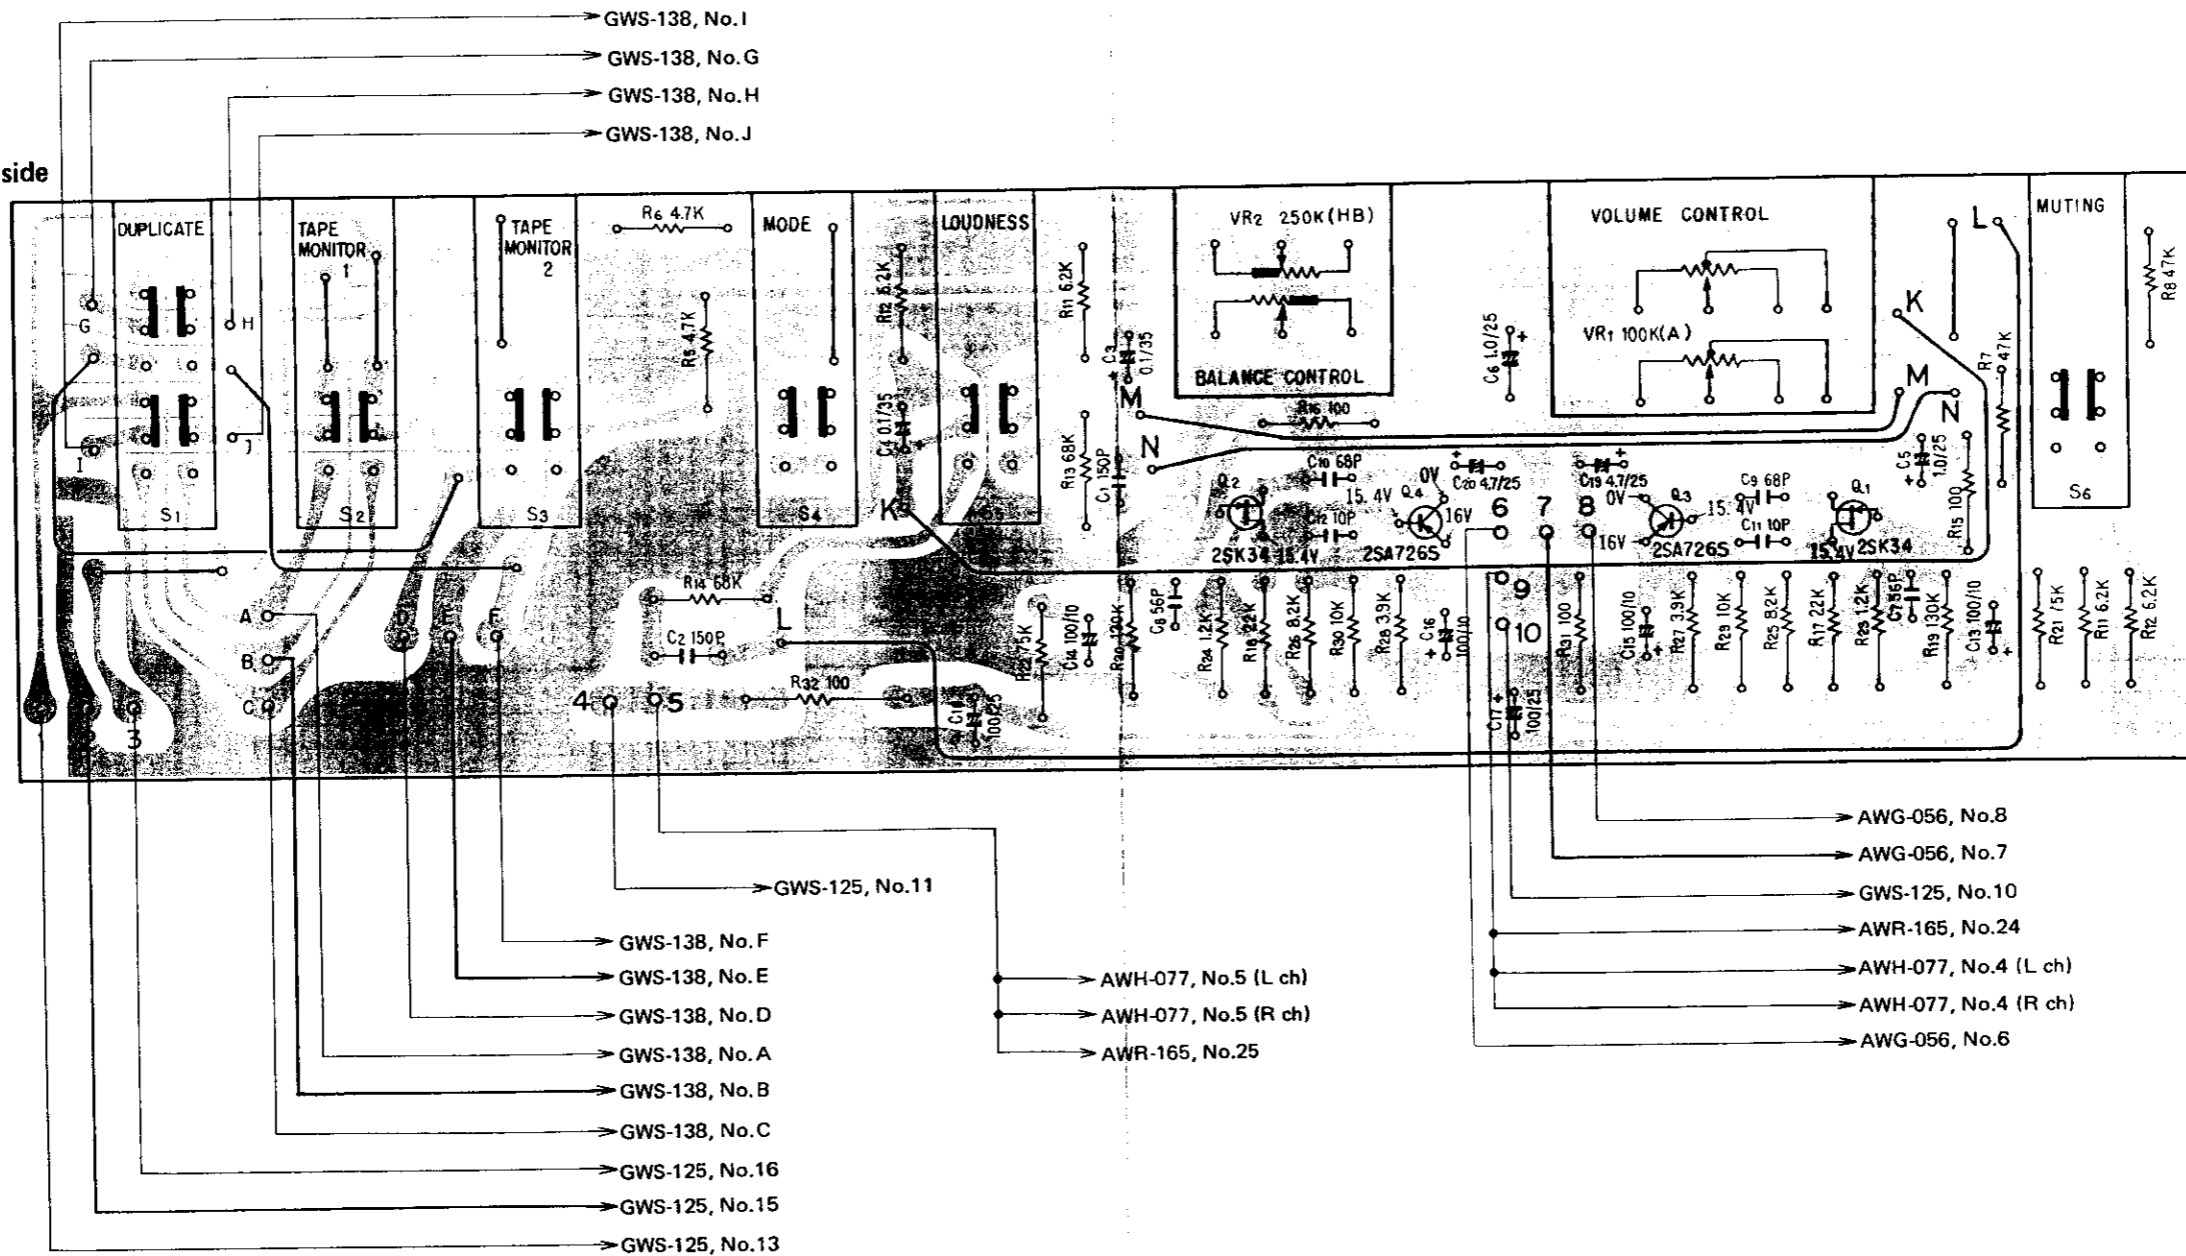 GWS-138, No.I
GWS-138, No.G
GWS-138, No.H
GWS-138, No.J
side
DUPLICATE
TAPE MONITOR 1
TAPE MONITOR 2
R6 4.7K
MODE
LOUDNESS
VR2 250K(HB)
BALANCE CONTROL
VOLUME CONTROL
VR1 100K(A)
MUTING
L
K
M
N
R8 47K
R7 47K
G
H
I
J
R5 4.7K
R12 6.2K
R11 6.2K
C3 0.1/35
C4 0.1/35
C6 1.0/25
C5 1.0/25
M
N
R16 100
R13 68K
C1 150P
C10 68P
C12 10P
C20 4.7/25
C19 4.7/25
C9 68P
C11 10P
R15 100
S1
S2
S3
S4
S6
K
Q2
2SK34
15.4V
15.4V
Q4
0V
16V
2SA726S
6
7
8
0V
16V
Q3
15.4V
2SA726S
Q1
15.4V
2SK34
A
B
C
D
E
F
R14 68K
C2 150P
L
R32 100
4
5
100/25
R22 75K
C14 100/10
R20 130K
C8 56P
R24 1.2K
R18 22K
R26 8.2K
R30 10K
R28 3.9K
C16 100/10
9
10
C17 100/25
R31 100
C15 100/10
R27 3.9K
R29 10K
R25 8.2K
R17 22K
R23 1.2K
C7 56P
R19 130K
C13 100/10
R21 75K
R11 6.2K
R12 6.2K
2
3
AWG-056, No.8
AWG-056, No.7
GWS-125, No.10
AWR-165, No.24
AWH-077, No.4 (L ch)
AWH-077, No.4 (R ch)
AWG-056, No.6
GWS-125, No.11
AWH-077, No.5 (L ch)
AWH-077, No.5 (R ch)
AWR-165, No.25
GWS-138, No.F
GWS-138, No.E
GWS-138, No.D
GWS-138, No.A
GWS-138, No.B
GWS-138, No.C
GWS-125, No.16
GWS-125, No.15
GWS-125, No.13